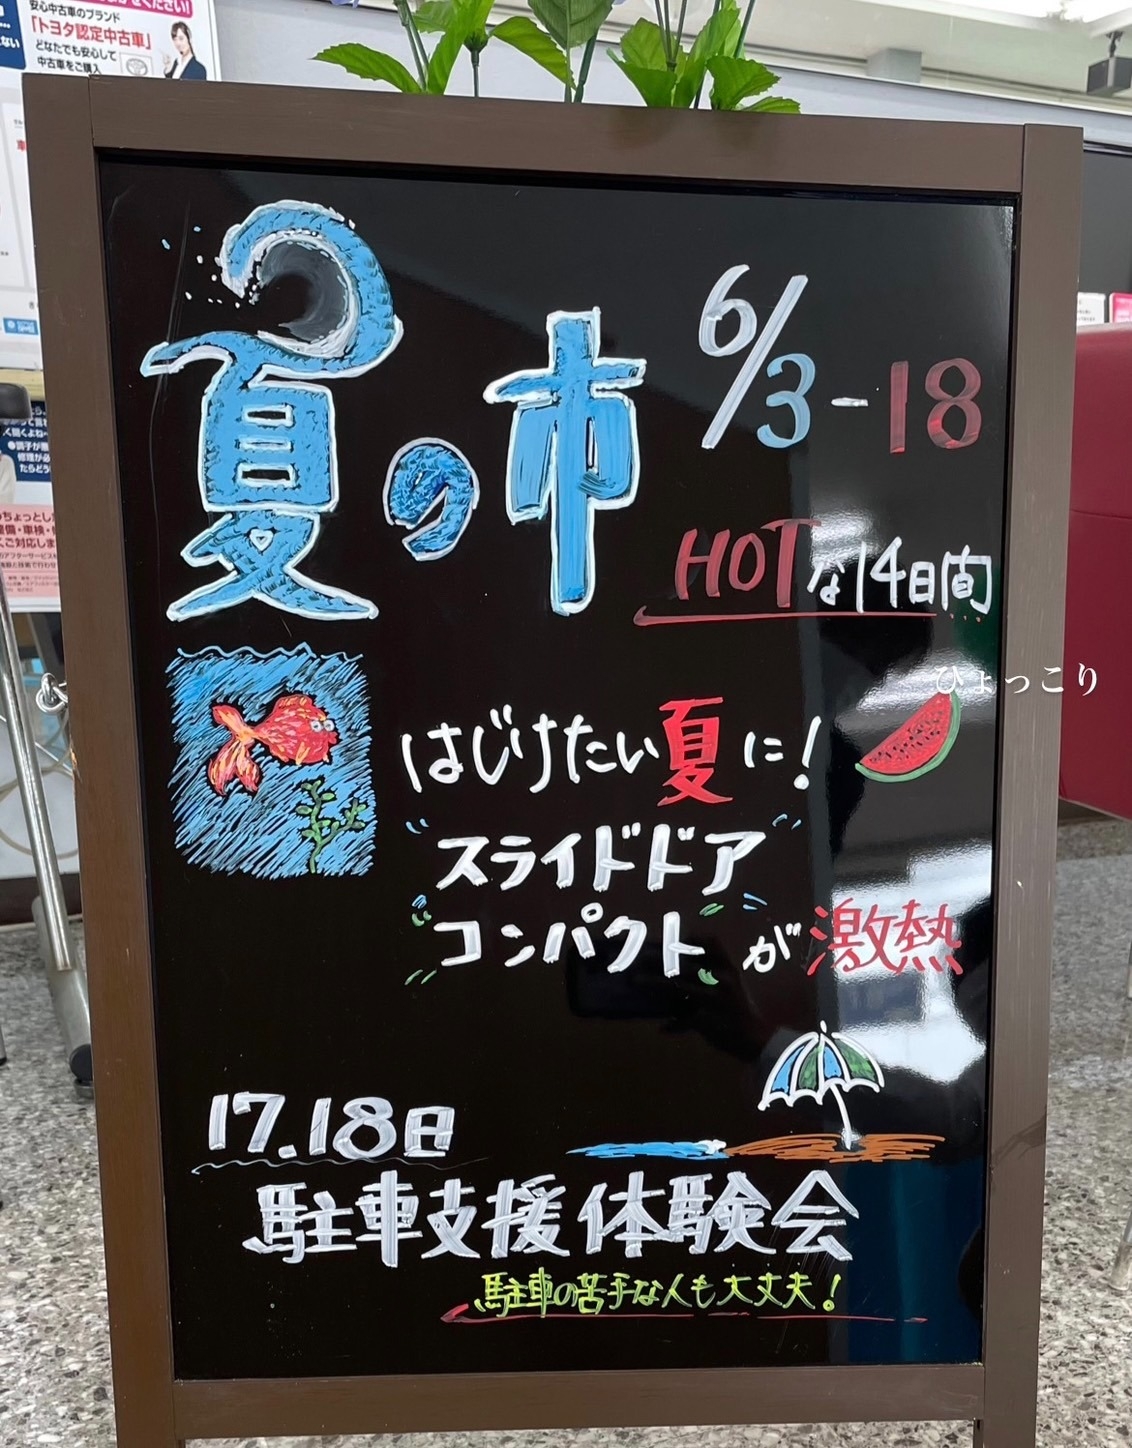 安心中古車のブランド
「トヨタ認定中古車」
どなたでも安心して
中古車をご購入
夏の市
6/3-18
HOTな14日間
ひょっこり
はじけたい夏に!
スライドドア
コンパクトが激熱
17.18日
駐車支援体験会
駐車の苦手な人も大丈夫!